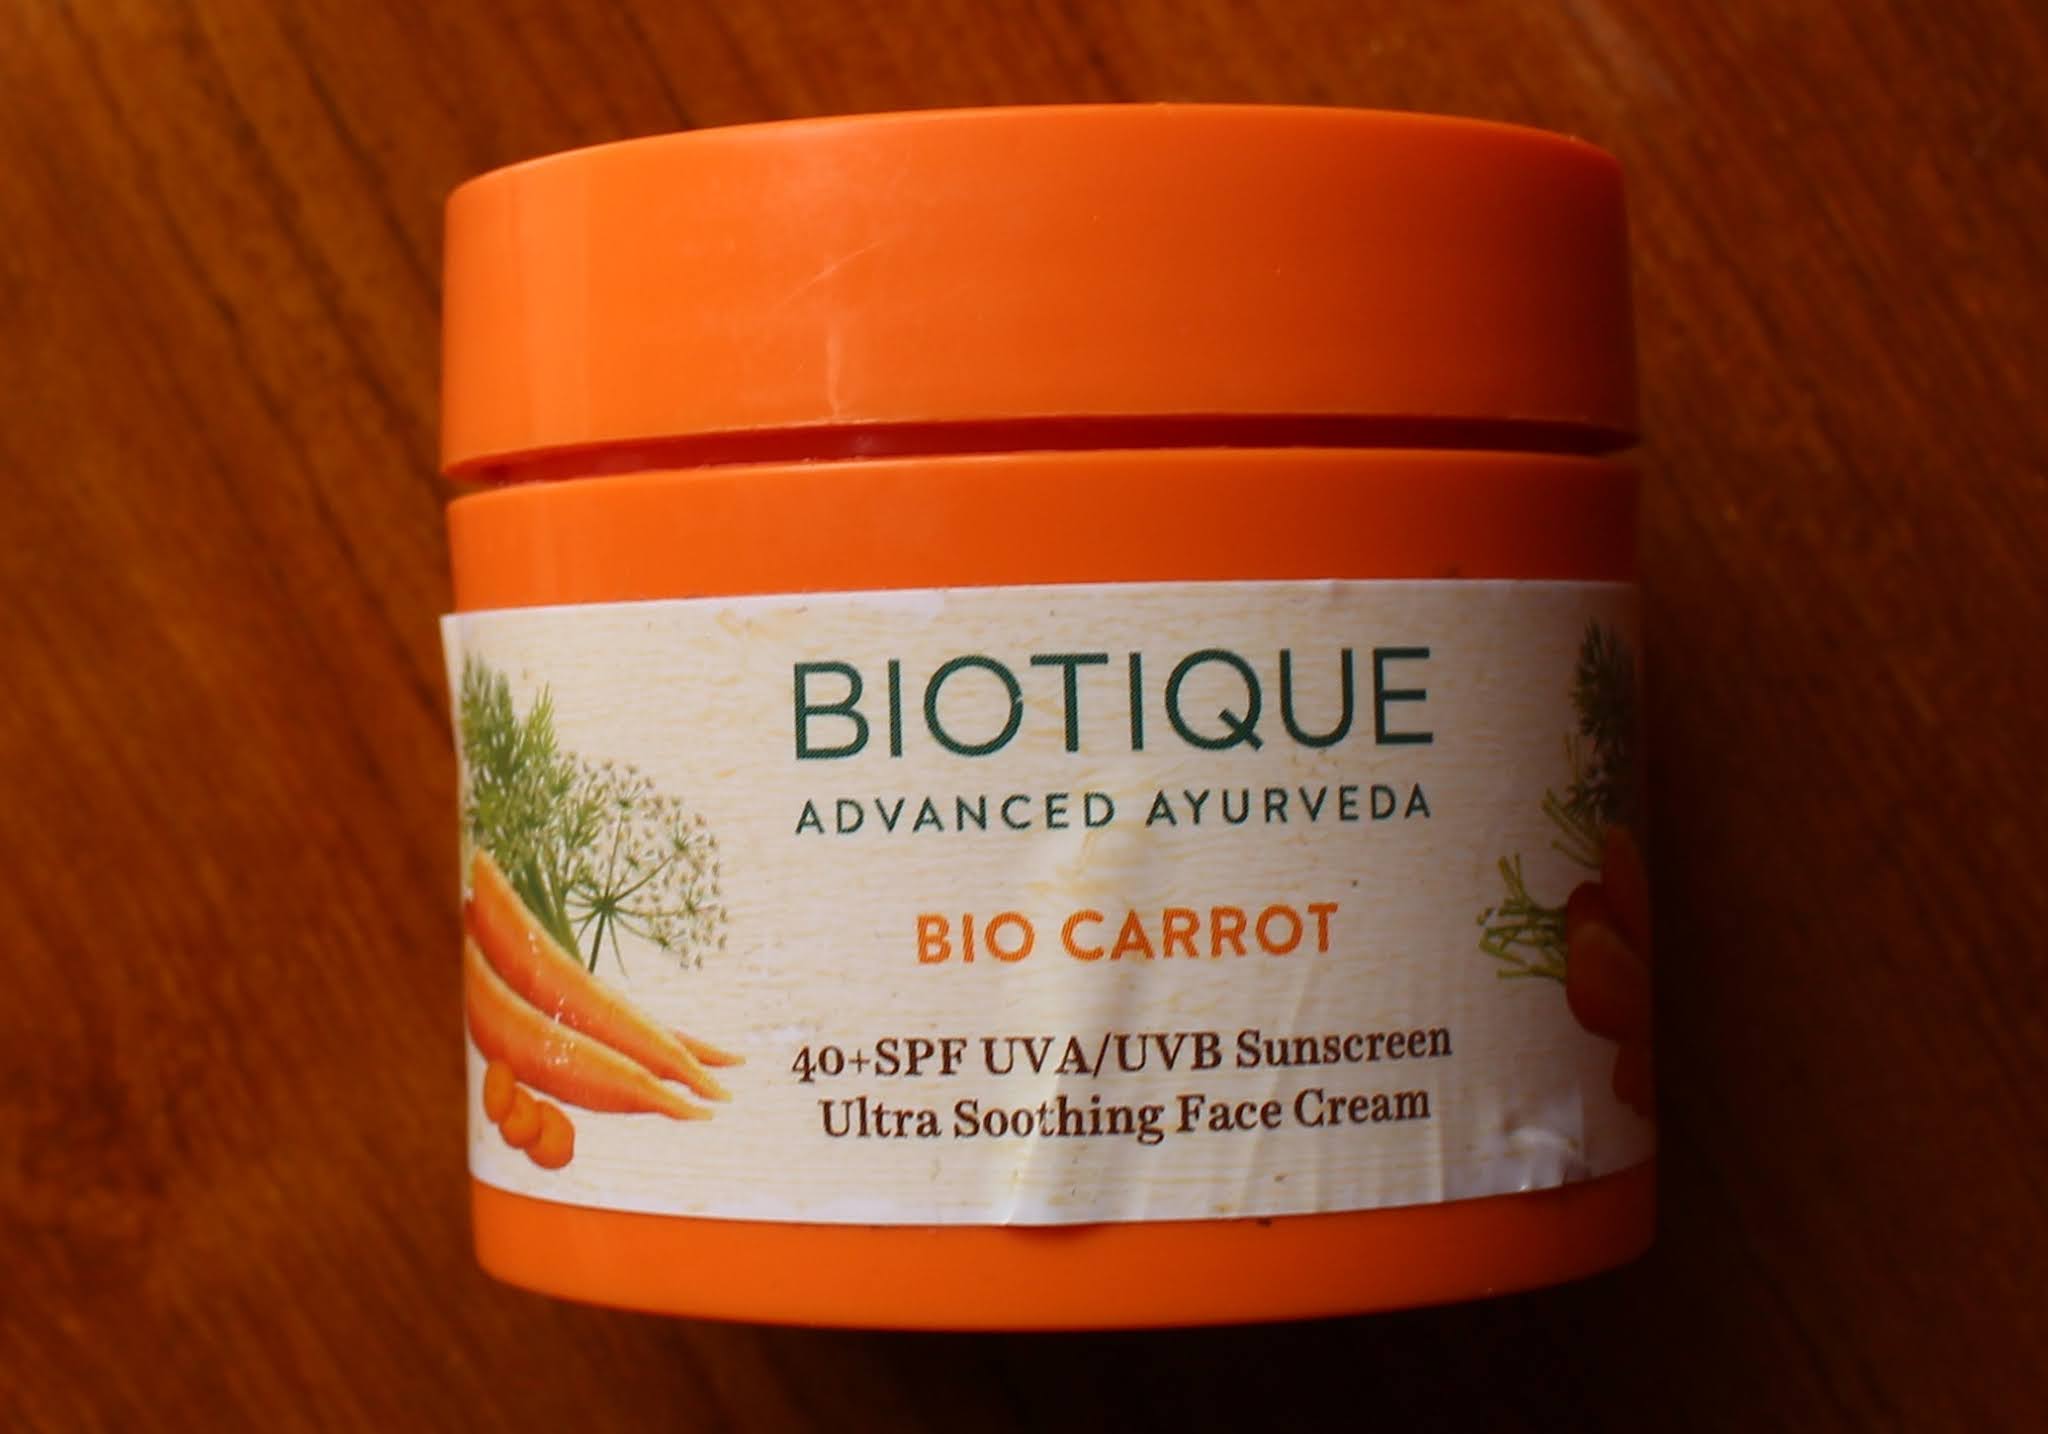 BIOTIQUE
ADVANCED AYURVEDA
BIO CARROT
40+SPF UVA/UVB Sunscreen
Ultra Soothing Face Cream